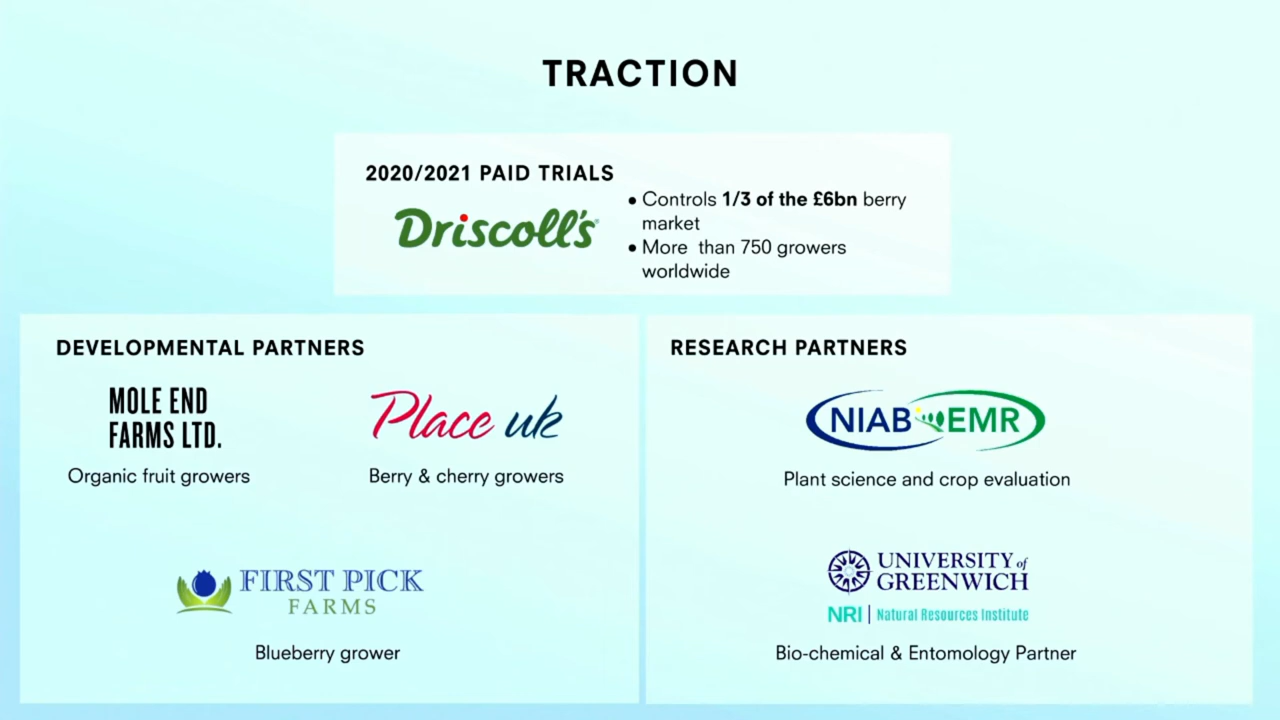 TRACTION
2020/2021 PAID TRIALS
Driscoll's
• Controls 1/3 of the £6bn berry
market
• More than 750 growers
worldwide
DEVELOPMENTAL PARTNERS
MOLE END
FARMS LTD.
Organic fruit growers
Place uk
Berry & cherry growers
FIRST PICK
FARMS
Blueberry grower
RESEARCH PARTNERS
NIAB EMR
Plant science and crop evaluation
UNIVERSITY of
GREENWICH
NRI | Natural Resources Institute
Bio-chemical & Entomology Partner